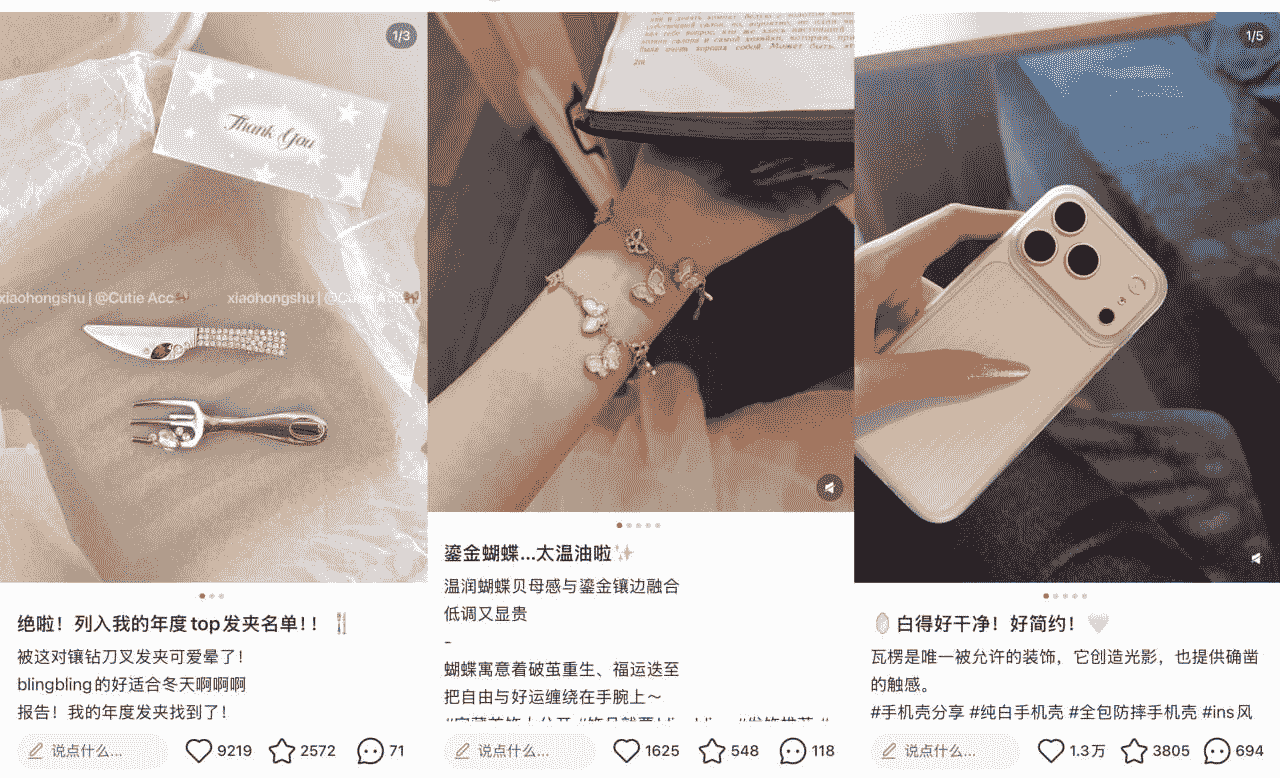 1/3
Thank You
xiaohongshu | @Cutie Acc
xiaohongshu | @Cutie Acc
绝啦！列入我的年度top发夹名单！！
被这对镶钻刀叉发夹可爱晕了！
blingbling的好适合冬天啊啊啊
报告！我的年度发夹找到了！
说点什么...
9219
2572
71
была очень хороша собой. Может быть,
鎏金蝴蝶...太温油啦✨
温润蝴蝶贝母感与鎏金镶边融合
低调又显贵
-
蝴蝶寓意着破茧重生、福运迭至
把自由与好运缠绕在手腕上～
说点什么...
1625
548
118
1/5
白得好干净！好简约！🤍
瓦楞是唯一被允许的装饰，它创造光影，也提供确凿
的触感。
#手机壳分享 #纯白手机壳 #全包防摔手机壳 #ins风
说点什么...
1.3万
3805
694